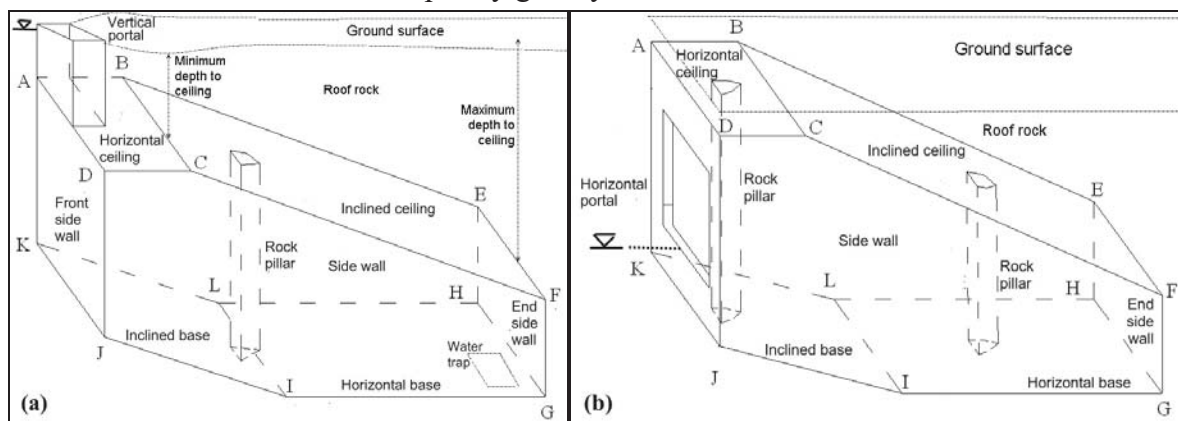 Vertical
portal
Ground surface
Minimum
depth to
ceiling
Roof rock
Maximum
depth to
ceiling
A
B
Horizontal
ceiling
D
C
E
Inclined ceiling
Front
side
wall
Rock
pillar
Side wall
K
L
H
F
End
side
wall
Inclined base
Water
trap
J
I
Horizontal base
G
(a)
B
A
Horizontal
ceiling
Ground surface
D
C
Roof rock
Inclined ceiling
Rock
pillar
Horizontal
portal
E
Side wall
K
L
Rock
pillar
H
F
End
side
wall
Inclined base
J
I
Horizontal base
G
(b)